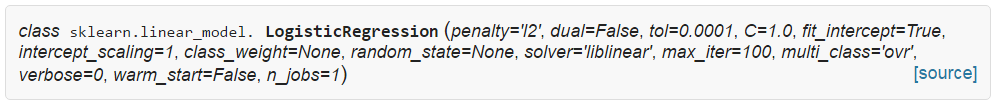 class sklearn.linear_model. LogisticRegression (penalty='l2', dual=False, tol=0.0001, C=1.0, fit_intercept=True,
intercept_scaling=1, class_weight=None, random_state=None, solver='liblinear', max_iter=100, multi_class='ovr',
verbose=0, warm_start=False, n_jobs=1) [source]